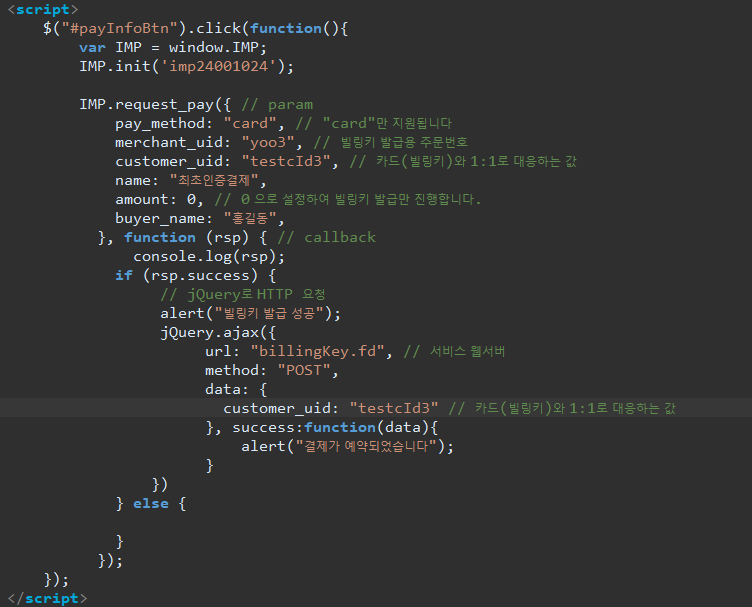 <script>
$("#payInfoBtn").click(function(){
var IMP = window.IMP;
IMP.init('imp24001024');
IMP.request_pay({ // param
pay_method: "card", // "card"만 지원됩니다
merchant_uid: "yoo3", // 빌링키 발급용 주문번호
customer_uid: "testcId3", // 카드(빌링키)와 1:1로 대응하는 값
name: "최초인증결제",
amount: 0, // 0 으로 설정하여 빌링키 발급만 진행합니다.
buyer_name: "홍길동",
}, function (rsp) { // callback
console.log(rsp);
if (rsp.success) {
// jQuery로 HTTP 요청
alert("빌링키 발급 성공");
jQuery.ajax({
url: "billingKey.fd", // 서비스 웹서버
method: "POST",
data: {
customer_uid: "testcId3" // 카드(빌링키)와 1:1로 대응하는 값
}, success:function(data){
alert("결제가 예약되었습니다");
}
})
} else {
}
});
});
</script>